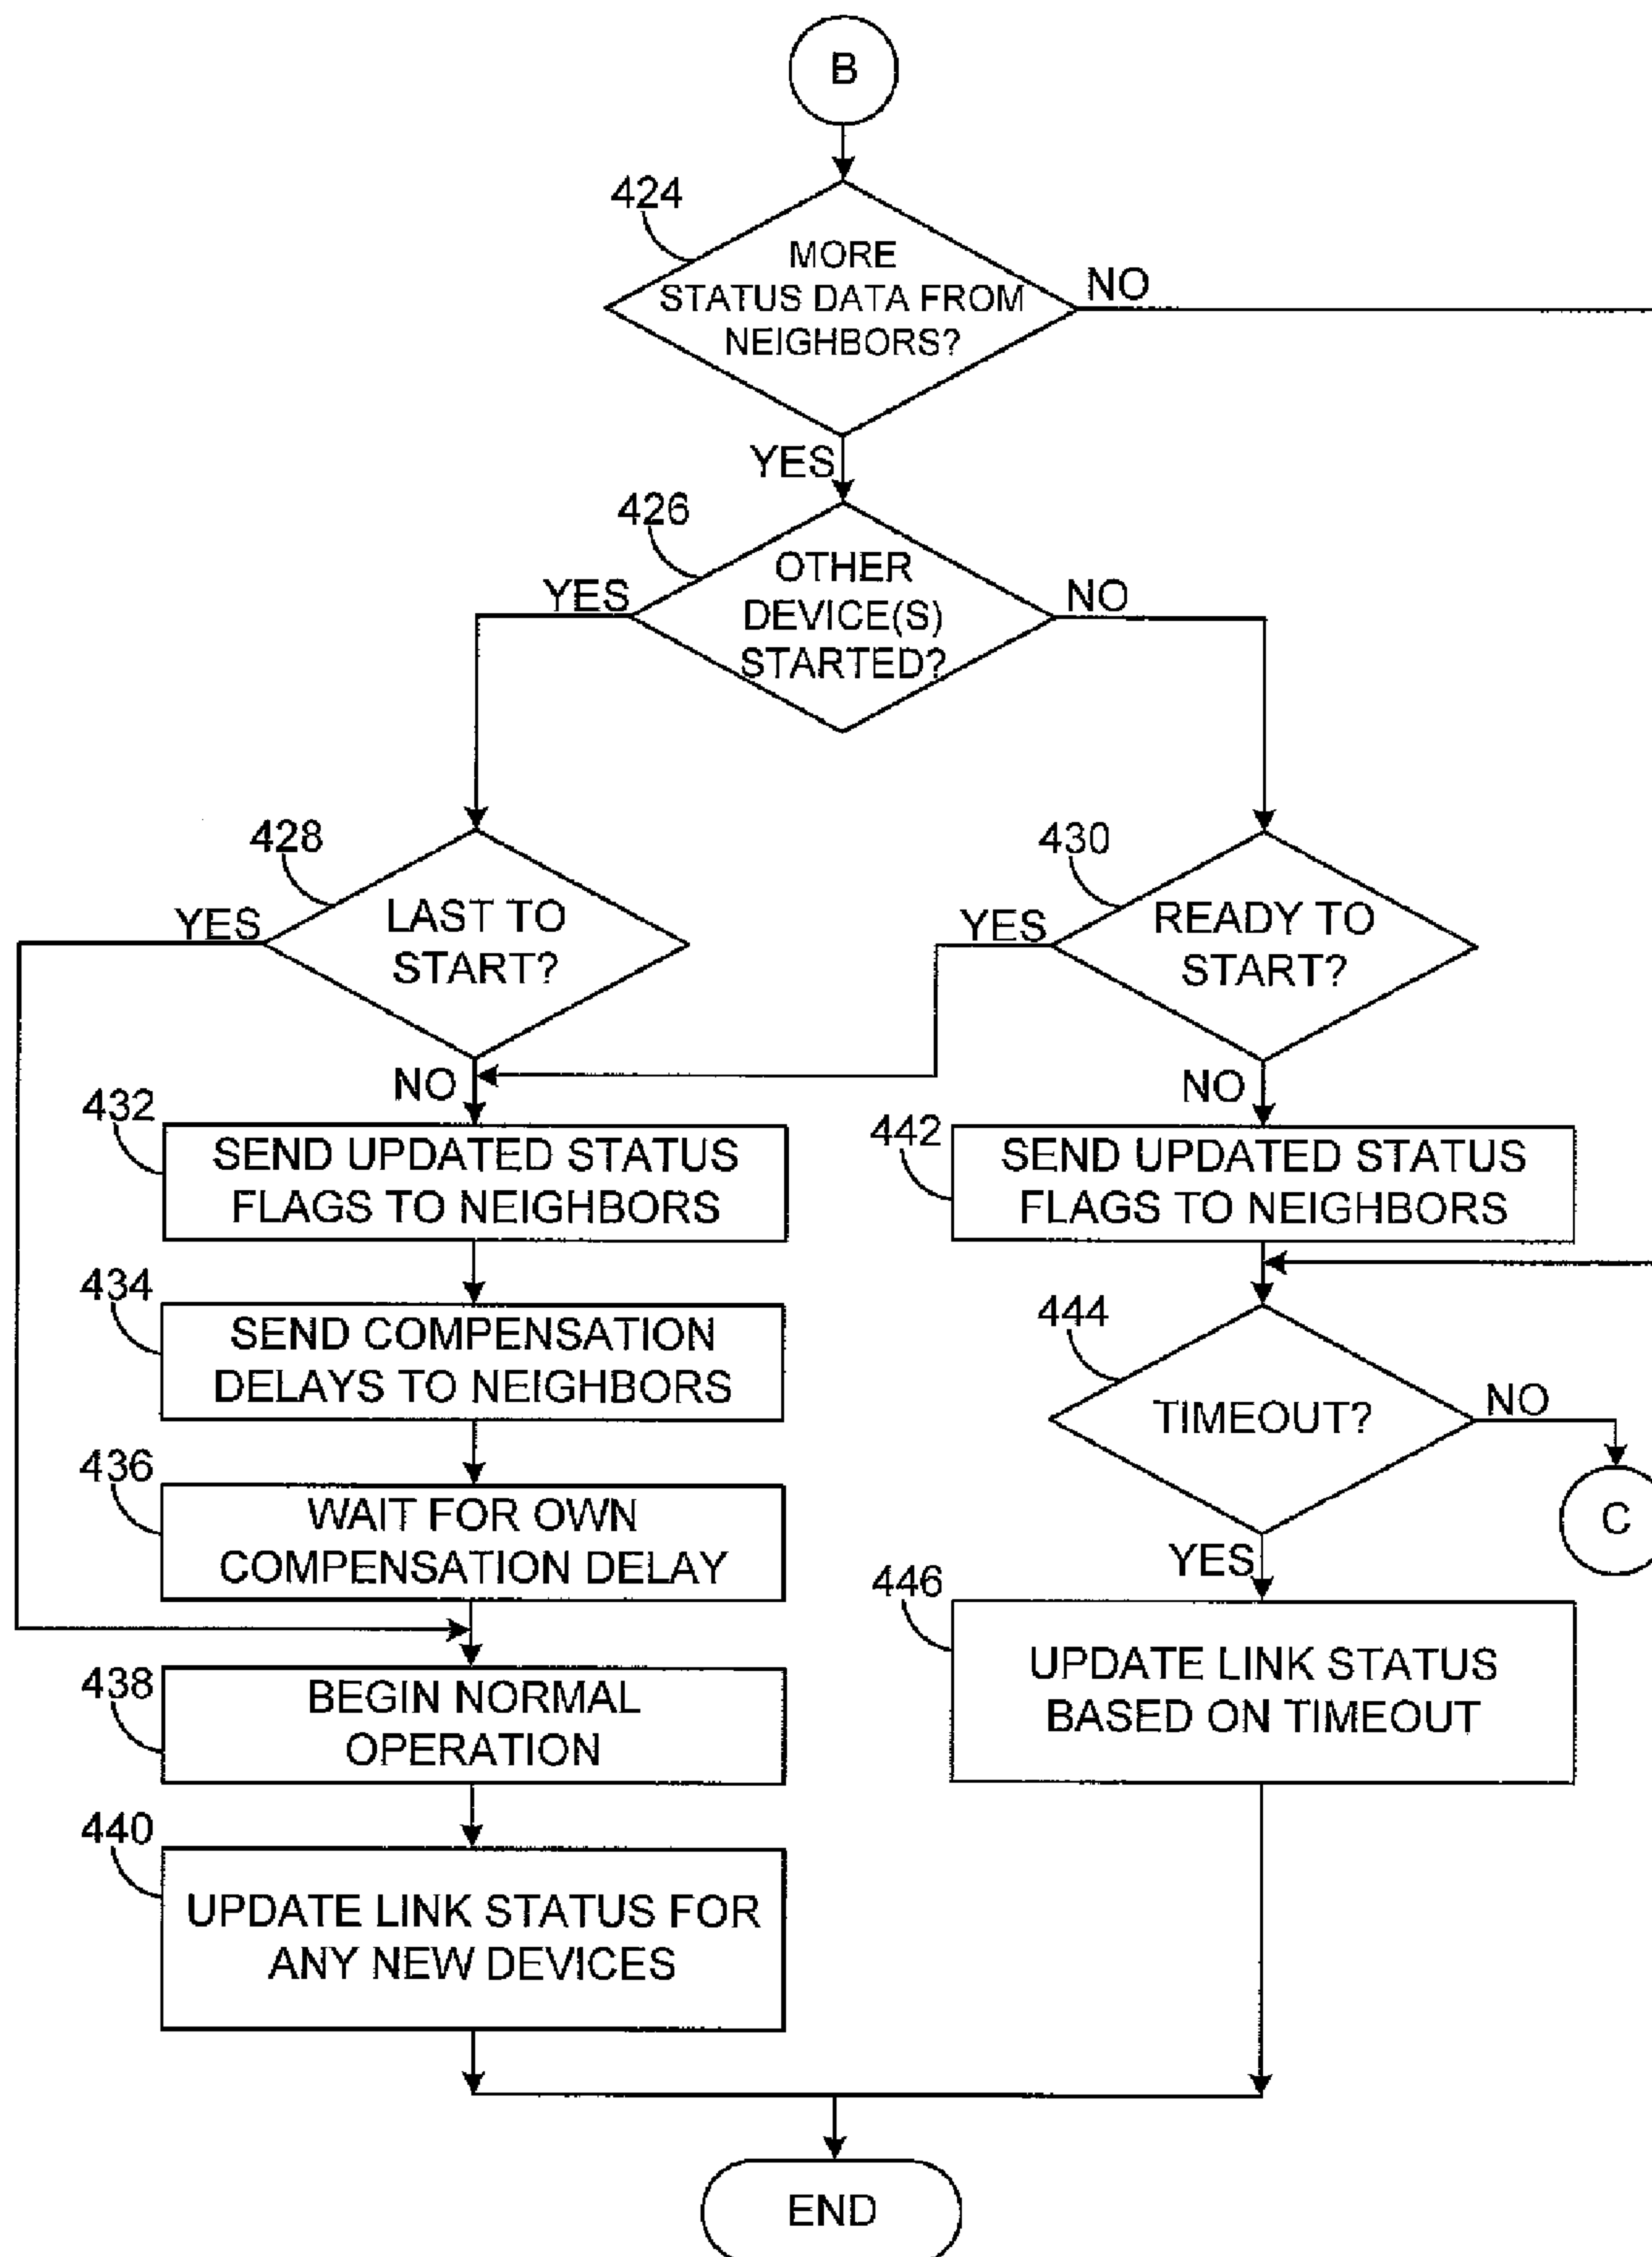 B
424
MORE
STATUS DATA FROM
NEIGHBORS?
NO
YES
426
OTHER
DEVICE(S)
STARTED?
YES
NO
428
LAST TO
START?
YES
NO
430
READY TO
START?
YES
NO
432
SEND UPDATED STATUS
FLAGS TO NEIGHBORS
442
SEND UPDATED STATUS
FLAGS TO NEIGHBORS
434
SEND COMPENSATION
DELAYS TO NEIGHBORS
444
TIMEOUT?
NO
C
YES
436
WAIT FOR OWN
COMPENSATION DELAY
446
UPDATE LINK STATUS
BASED ON TIMEOUT
438
BEGIN NORMAL
OPERATION
440
UPDATE LINK STATUS FOR
ANY NEW DEVICES
END